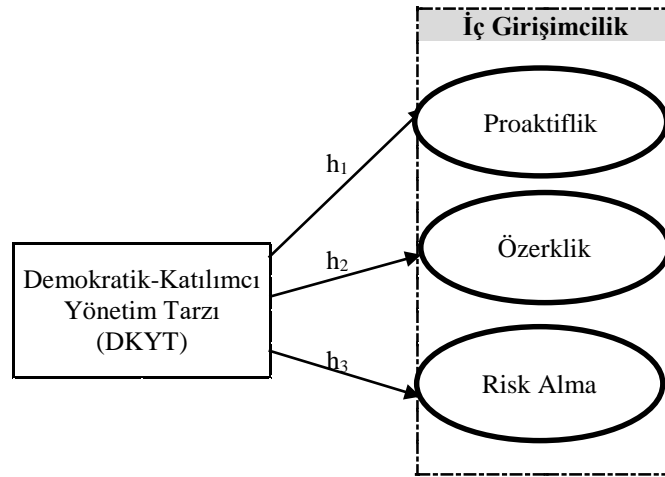 İç Girişimcilik
Proaktiflik
h₁
Özerklik
h₂
Demokratik-Katılımcı
Yönetim Tarzı
(DKYT)
h₃
Risk Alma